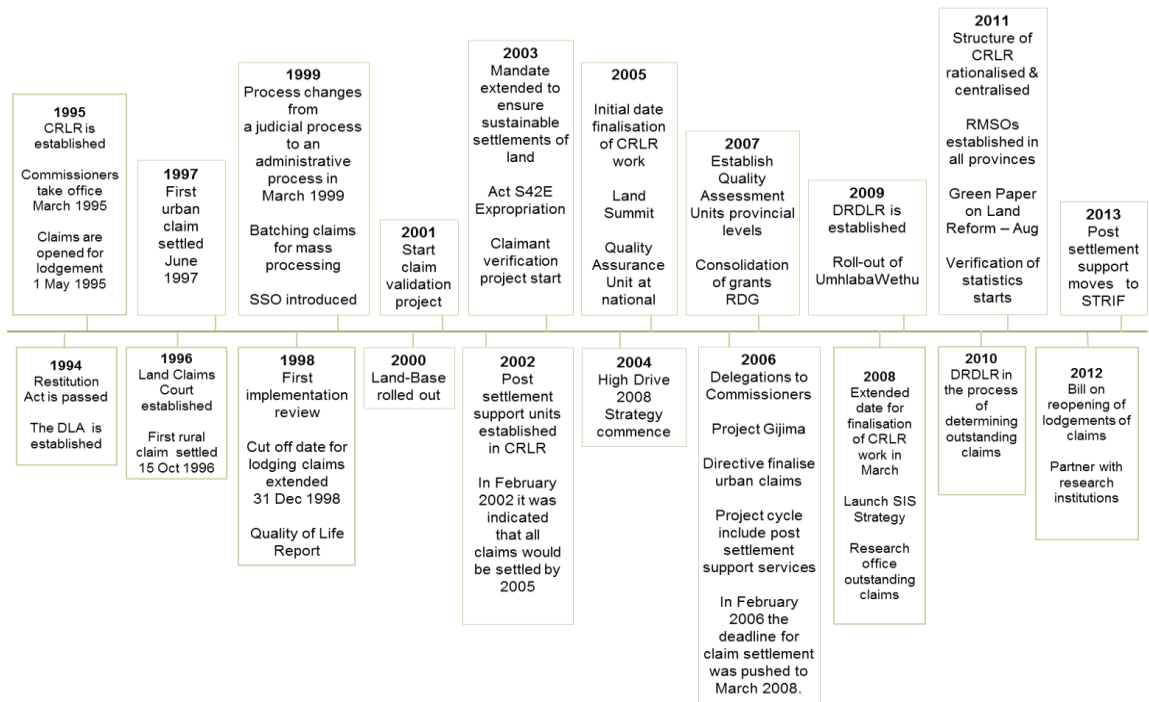 1995
CRLR is
established
Commissioners
take office
March 1995
Claims are
opened for
lodgement
1 May 1995
1997
First
urban
claim
settled
June
1997
1999
Process changes
from
a judicial process
to an
administrative
process in
March 1999
Batching claims
for mass
processing
SSO introduced
2001
Start
claim
validation
project
2003
Mandate
extended to
ensure
sustainable
settlements of
land
Act S42E
Expropriation
Claimant
verification
project start
2005
Initial date
finalisation
of CRLR
work
Land
Summit
Quality
Assurance
Unit at
national
2007
Establish
Quality
Assessment
Units provincial
levels
Consolidation
of grants
RDG
2009
DRDLR is
established
Roll-out of
UmhlabaWethu
2011
Structure of
CRLR
rationalised &
centralised
RMSOs
established in
all provinces
Green Paper
on Land
Reform – Aug
Verification of
statistics
starts
2013
Post
settlement
support
moves to
STRIF
1994
Restitution
Act is passed
The DLA is
established
1996
Land Claims
Court
established
First rural
claim settled
15 Oct 1996
1998
First
implementation
review
Cut off date for
lodging claims
extended
31 Dec 1998
Quality of Life
Report
2000
Land-Base
rolled out
2002
Post
settlement
support units
established
in CRLR
In February
2002 it was
indicated
that all
claims would
be settled by
2005
2004
High Drive
2008
Strategy
commence
2006
Delegations to
Commissioners
Project Gijima
Directive finalise
urban claims
Project cycle
include post
settlement
support services
In February
2006 the
deadline for
claim settlement
was pushed to
March 2008.
2008
Extended
date for
finalisation
of CRLR
work in
March
Launch SIS
Strategy
Research
office
outstanding
claims
2010
DRDLR in
the process
of
determining
outstanding
claims
2012
Bill on
reopening of
lodgements of
claims
Partner with
research
institutions